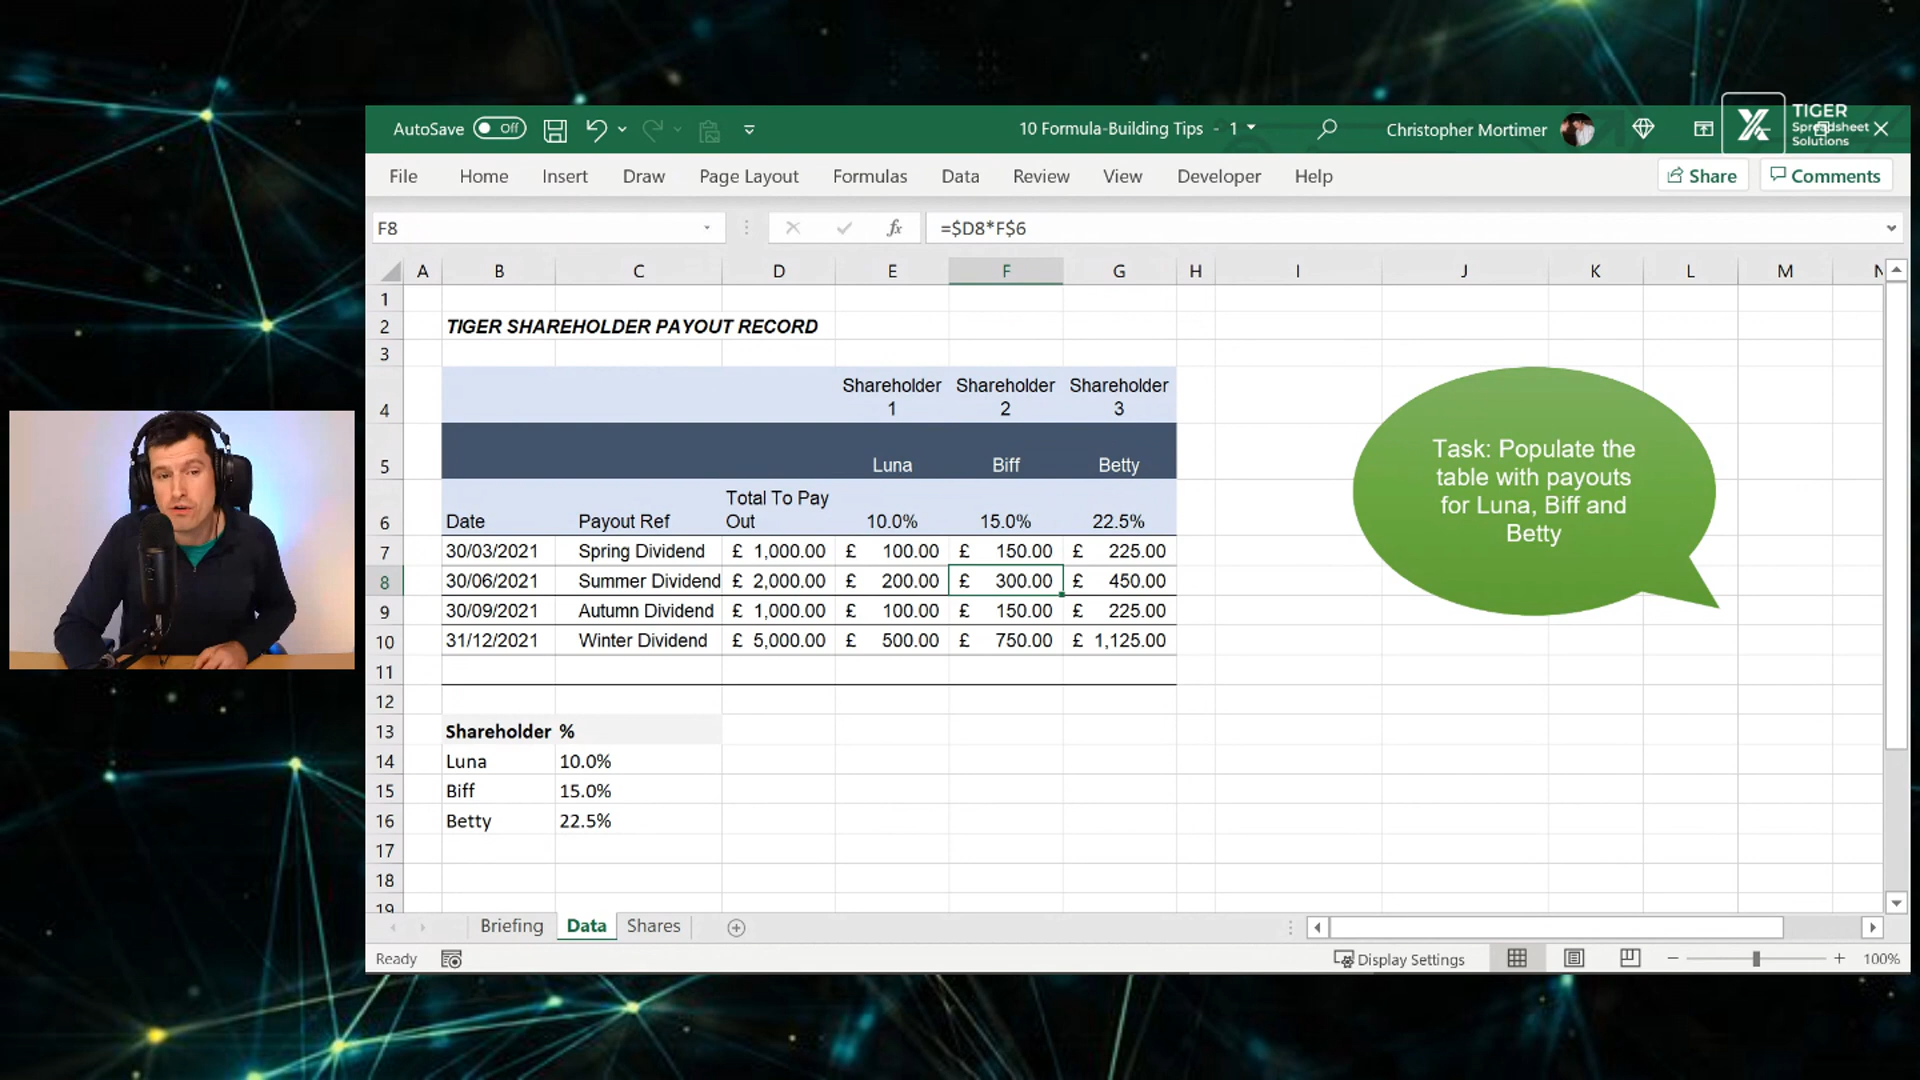 AutoSave Off 10 Formula-Building Tips - 1 Christopher Mortimer
TIGER
Spreadsheet
Solutions
File Home Insert Draw Page Layout Formulas Data Developer Review View Help Share Comments
F8 fx =$D8*F$6
A B C D E F G H I J K L M N
1
2 TIGER SHAREHOLDER PAYOUT RECORD
3
Shareholder Shareholder Shareholder
4 1 2 3
5 Luna Biff Betty
Total To Pay
6 Date Payout Ref Out 10.0% 15.0% 22.5%
7 30/03/2021 Spring Dividend £ 1,000.00 £ 100.00 £ 150.00 £ 225.00
8 30/06/2021 Summer Dividend £ 2,000.00 £ 200.00 £ 300.00 £ 450.00
9 30/09/2021 Autumn Dividend £ 1,000.00 £ 100.00 £ 150.00 £ 225.00
10 31/12/2021 Winter Dividend £ 5,000.00 £ 500.00 £ 750.00 £ 1,125.00
11
12
13 Shareholder %
14 Luna 10.0%
15 Biff 15.0%
16 Betty 22.5%
17
18
19
Task: Populate the
table with payouts
for Luna, Biff and
Betty
Briefing Data Shares
Ready Display Settings 100%